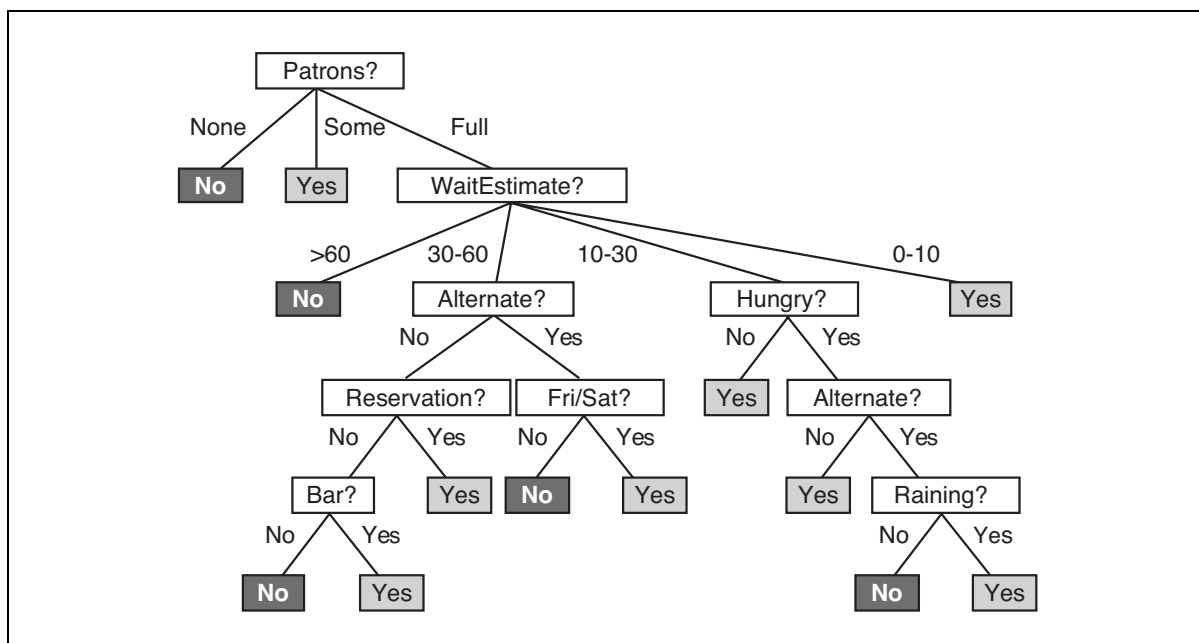 Patrons?
None Some Full
No Yes WaitEstimate?
>60 30-60 10-30 0-10
No Alternate? Hungry? Yes
No Yes No Yes
Reservation? Fri/Sat? Yes Alternate?
No Yes No Yes No Yes
Bar? Yes No Yes Yes Raining?
No Yes No Yes
No Yes No Yes